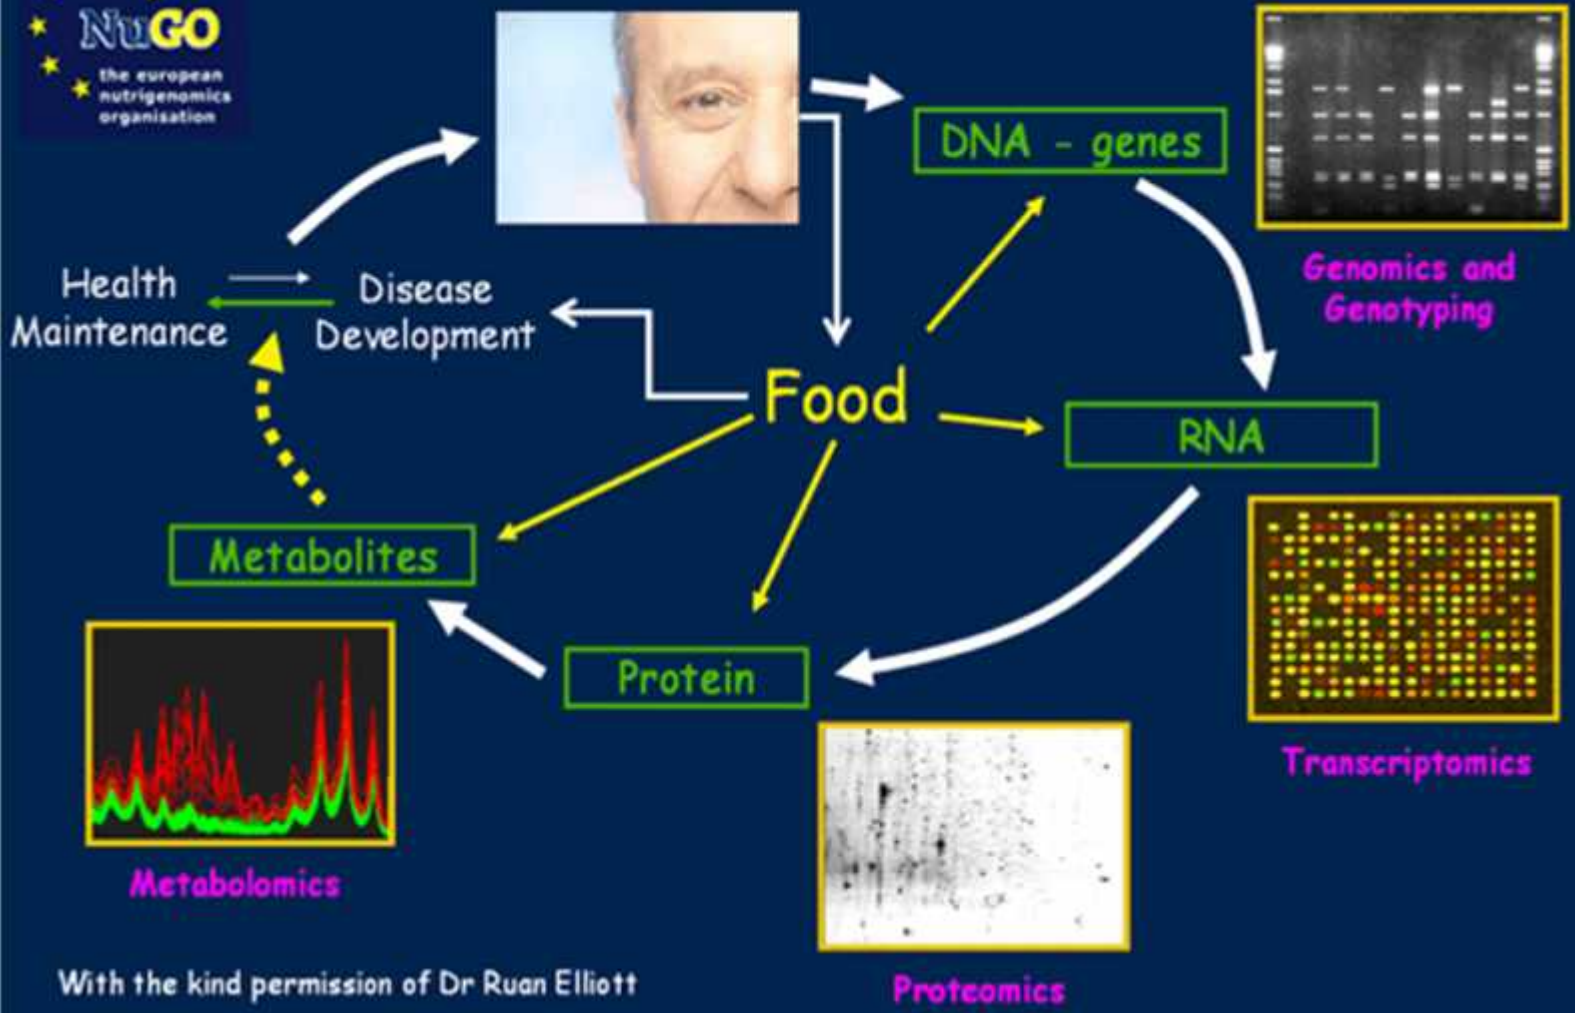 NuGO
the european
nutrigenomics
organisation
DNA - genes
Genomics and
Genotyping
Health
Maintenance
Disease
Development
Food
RNA
Metabolites
Protein
Transcriptomics
Metabolomics
Proteomics
With the kind permission of Dr Ruan Elliott